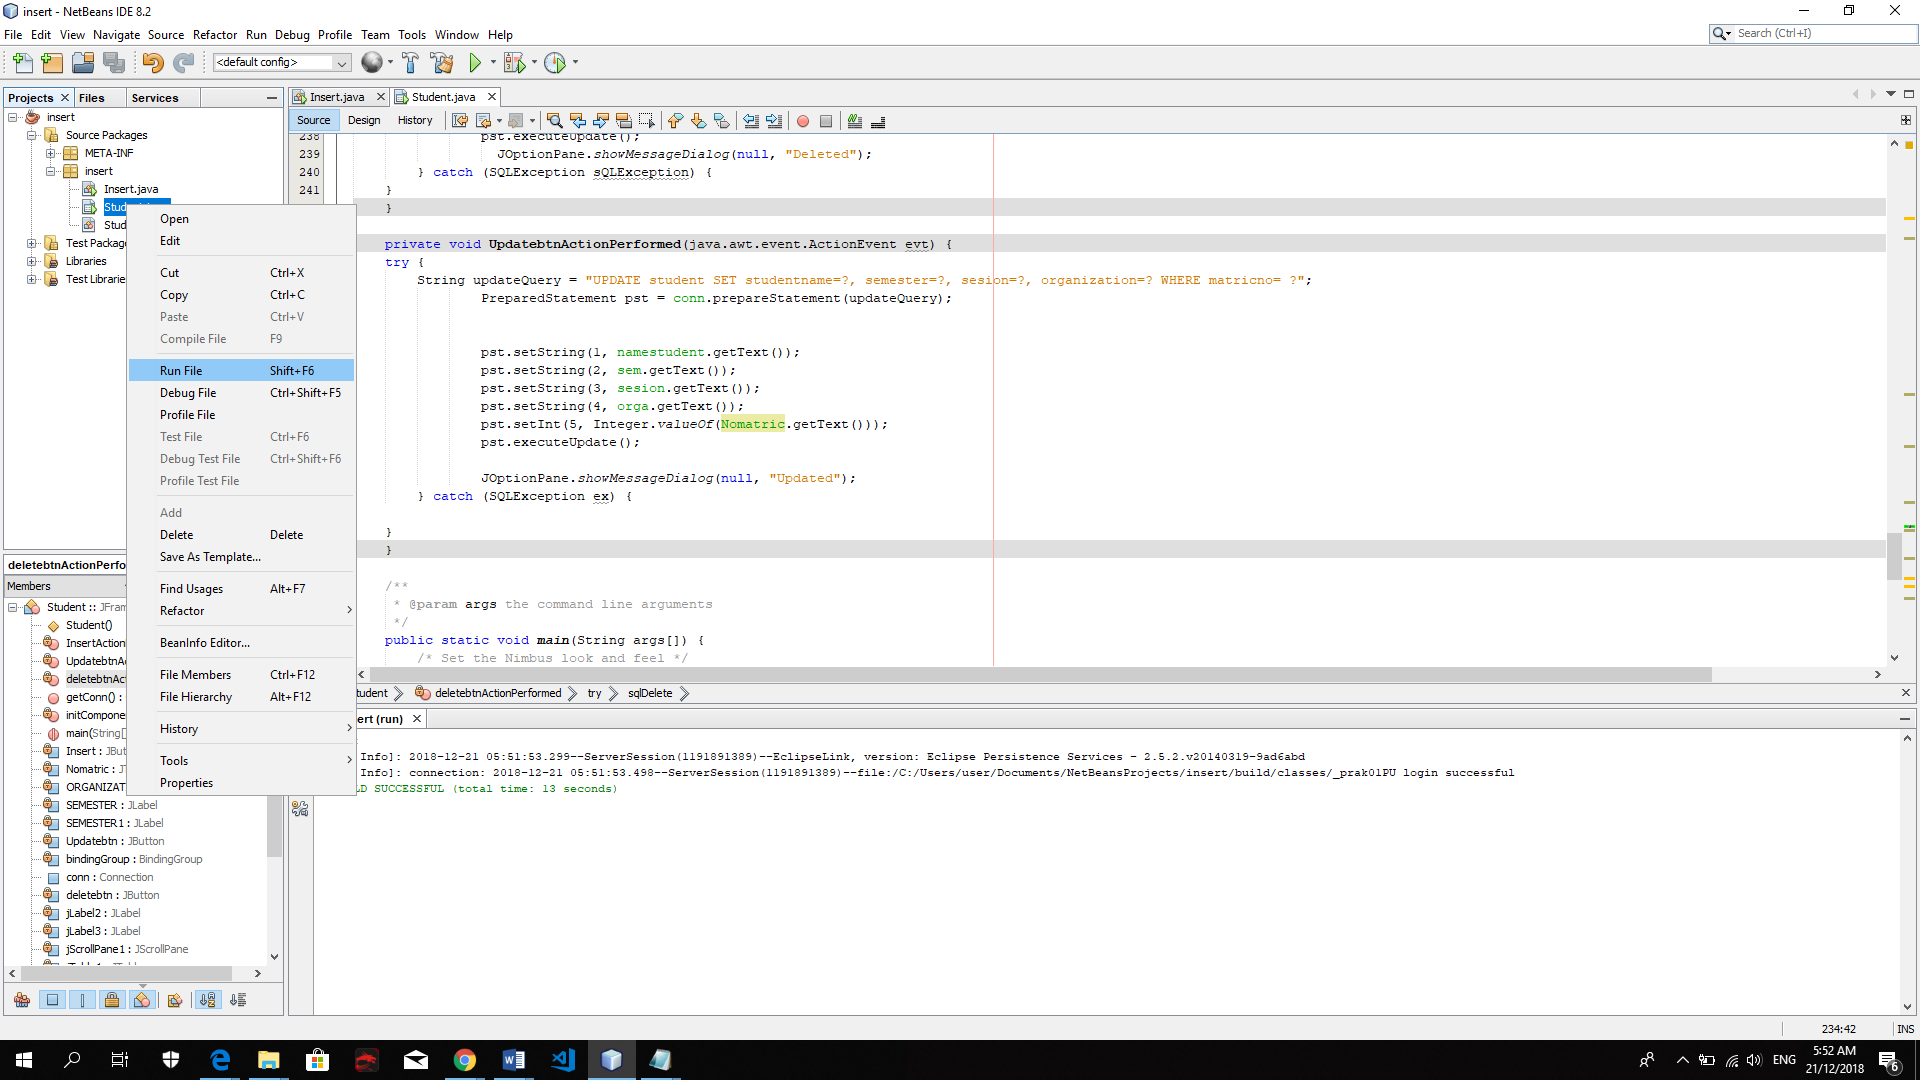 insert - NetBeans IDE 8.2
File Edit View Navigate Source Refactor Run Debug Profile Team Tools Window Help
Search (Ctrl+I)
<default config>
Projects Files Services
insert
Source Packages
META-INF
insert
Insert.java
Stud
Test Package
Libraries
Test Librarie
Open
Edit
Cut Ctrl+X
Copy Ctrl+C
Paste Ctrl+V
Compile File F9
Run File Shift+F6
Debug File Ctrl+Shift+F5
Profile File
Test File Ctrl+F6
Debug Test File Ctrl+Shift+F6
Profile Test File
Add
Delete Delete
Save As Template...
Find Usages Alt+F7
Refactor
BeanInfo Editor...
File Members Ctrl+F12
File Hierarchy Alt+F12
History
Tools
Properties
deletebtnActionPerfo
Members
Student :: JFram
Student()
InsertAction
UpdatebtnAc
deletebtnAct
getConn() :
initCompone
main(String[]
Insert : JBut
Nomatric : JT
ORGANIZAT
SEMESTER : JLabel
SEMESTER1 : JLabel
Updatebtn : JButton
bindingGroup : BindingGroup
conn : Connection
deletebtn : JButton
jLabel2 : JLabel
jLabel3 : JLabel
jScrollPane1 : JScrollPane
Insert.java Student.java
Source Design History
238 pst.executeUpdate();
239 JOptionPane.showMessageDialog(null, "Deleted");
240 } catch (SQLException sQLException) {
241 }
}
private void UpdatebtnActionPerformed(java.awt.event.ActionEvent evt) {
try {
String updateQuery = "UPDATE student SET studentname=?, semester=?, sesion=?, organization=? WHERE matricno= ?";
PreparedStatement pst = conn.prepareStatement(updateQuery);
pst.setString(1, namestudent.getText());
pst.setString(2, sem.getText());
pst.setString(3, sesion.getText());
pst.setString(4, orga.getText());
pst.setInt(5, Integer.valueOf(Nomatric.getText()));
pst.executeUpdate();
JOptionPane.showMessageDialog(null, "Updated");
} catch (SQLException ex) {
}
}
/**
* @param args the command line arguments
*/
public static void main(String args[]) {
/* Set the Nimbus look and feel */
tudent deletebtnActionPerformed try sqlDelete
ert (run)
Info]: 2018-12-21 05:51:53.299--ServerSession(1191891389)--EclipseLink, version: Eclipse Persistence Services - 2.5.2.v20140319-9ad6abd
Info]: connection: 2018-12-21 05:51:53.498--ServerSession(1191891389)--file:/C:/Users/user/Documents/NetBeansProjects/insert/build/classes/_prak01PU login successful
LD SUCCESSFUL (total time: 13 seconds)
234:42 INS
ENG
5:52 AM
21/12/2018
6